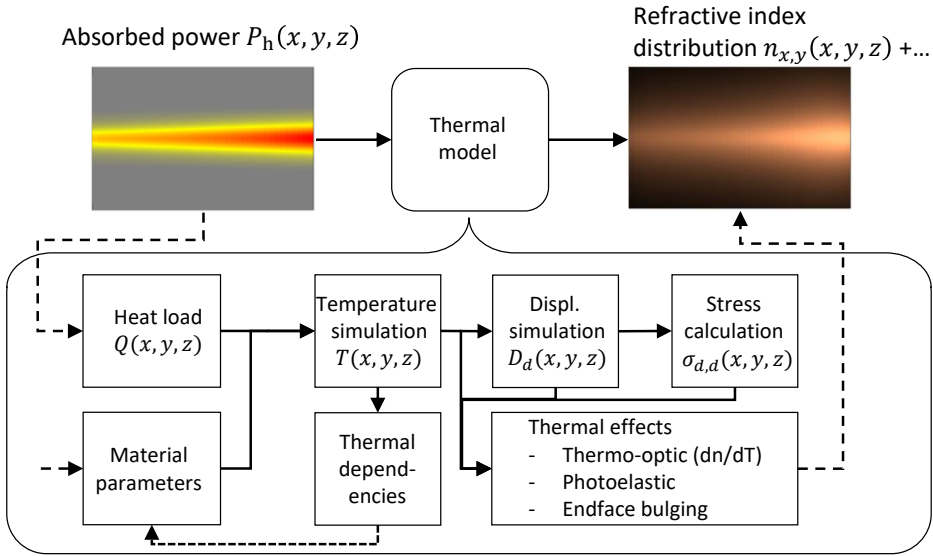 Absorbed power P_h(x, y, z)
Refractive index
distribution n_{x,y}(x, y, z) +...
Thermal
model
Heat load
Q(x, y, z)
Temperature
simulation
T(x, y, z)
Displ.
simulation
D_d(x, y, z)
Stress
calculation
σ_{d,d}(x, y, z)
Material
parameters
Thermal
depend-
encies
Thermal effects
- Thermo-optic (dn/dT)
- Photoelastic
- Endface bulging